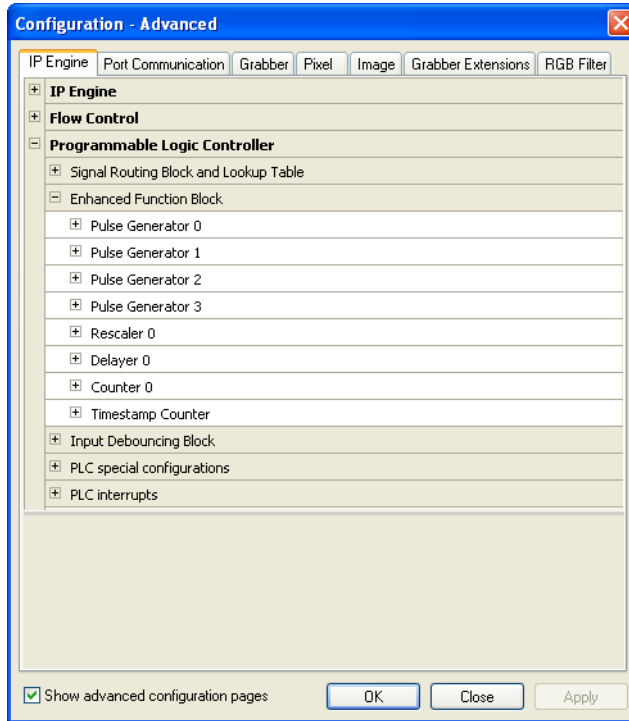 Configuration - Advanced
IP Engine Port Communication Grabber Pixel Image Grabber Extensions RGB Filter
IP Engine
Flow Control
Programmable Logic Controller
Signal Routing Block and Lookup Table
Enhanced Function Block
Pulse Generator 0
Pulse Generator 1
Pulse Generator 2
Pulse Generator 3
Rescaler 0
Delayer 0
Counter 0
Timestamp Counter
Input Debouncing Block
PLC special configurations
PLC interrupts
Show advanced configuration pages OK Close Apply